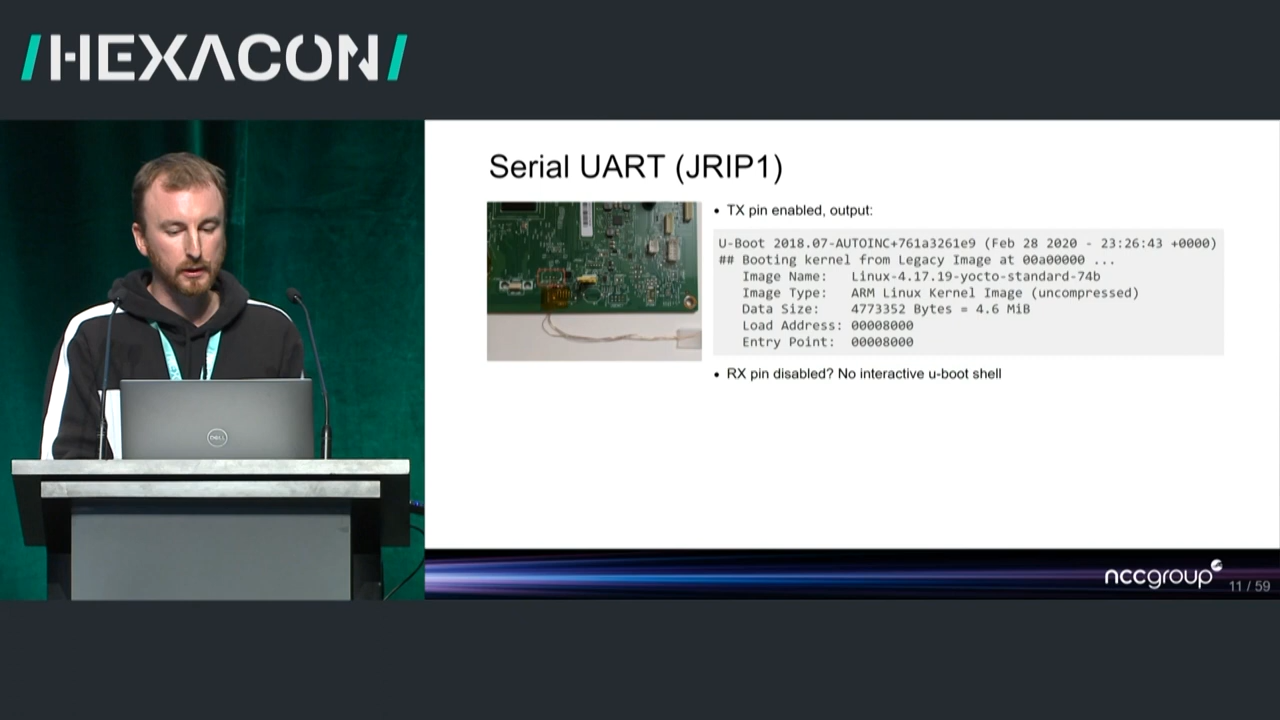 /HEXACON/
Serial UART (JRIP1)
• TX pin enabled, output:
U-Boot 2018.07-AUTOINC+761a3261e9 (Feb 28 2020 - 23:26:43 +0000)
## Booting kernel from Legacy Image at 00a00000 ...
Image Name: Linux-4.17.19-yocto-standard-74b
Image Type: ARM Linux Kernel Image (uncompressed)
Data Size: 4773352 Bytes = 4.6 MiB
Load Address: 00008000
Entry Point: 00008000
• RX pin disabled? No interactive u-boot shell
DELL
nccgroup
11 / 59